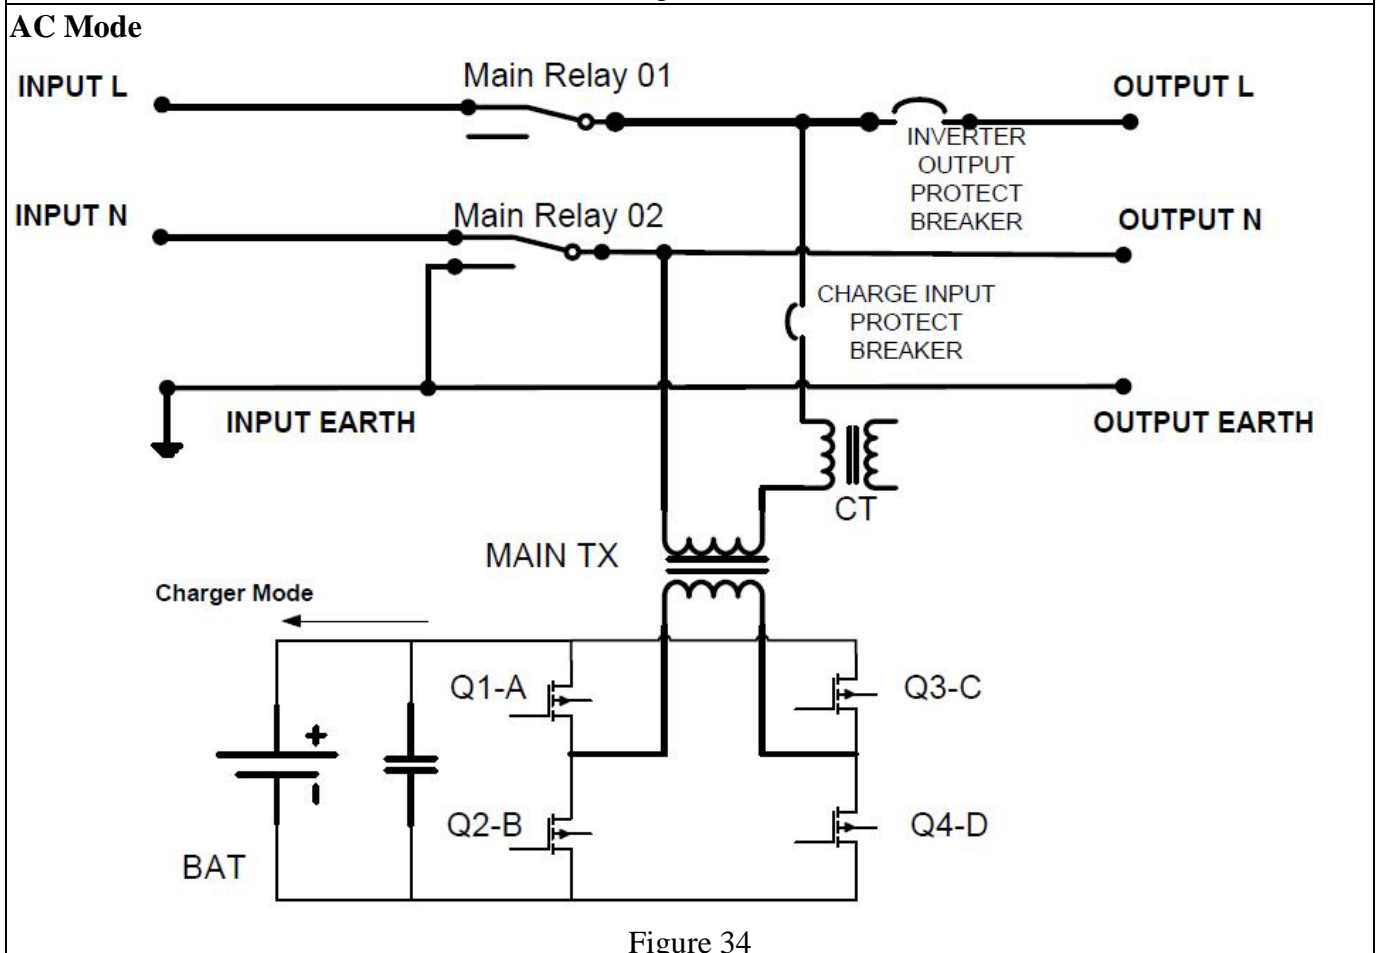 AC Mode
INPUT L
Main Relay 01
OUTPUT L
INVERTER
OUTPUT
PROTECT
BREAKER
INPUT N
Main Relay 02
OUTPUT N
CHARGE INPUT
PROTECT
BREAKER
INPUT EARTH
OUTPUT EARTH
CT
MAIN TX
Charger Mode
Q1-A
Q3-C
+
-
Q2-B
Q4-D
BAT
Figure 34